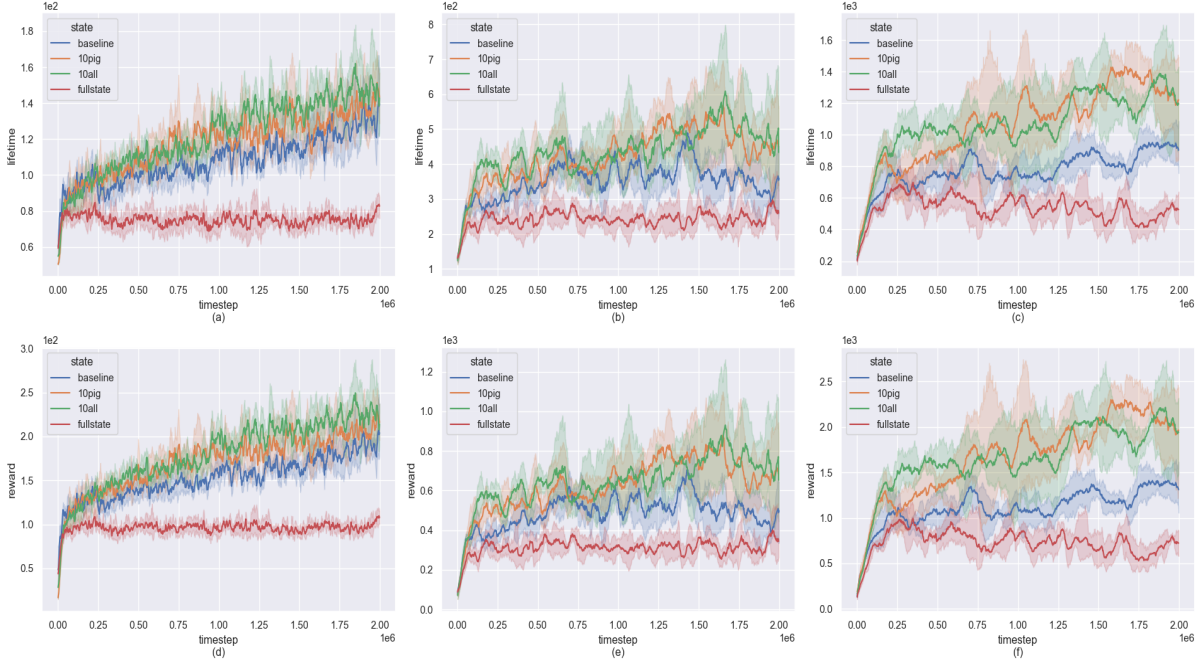 1e2
lifetime
state
baseline
10pig
10all
fullstate
1.8
1.6
1.4
1.2
1.0
0.8
0.6
0.00 0.25 0.50 0.75 1.00 1.25 1.50 1.75 2.00
timestep
1e6
(a)
1e2
lifetime
state
baseline
10pig
10all
fullstate
8
7
6
5
4
3
2
1
0.00 0.25 0.50 0.75 1.00 1.25 1.50 1.75 2.00
timestep
1e6
(b)
1e3
lifetime
state
baseline
10pig
10all
fullstate
1.6
1.4
1.2
1.0
0.8
0.6
0.4
0.2
0.00 0.25 0.50 0.75 1.00 1.25 1.50 1.75 2.00
timestep
1e6
(c)
1e2
reward
state
baseline
10pig
10all
fullstate
3.0
2.5
2.0
1.5
1.0
0.5
0.00 0.25 0.50 0.75 1.00 1.25 1.50 1.75 2.00
timestep
1e6
(d)
1e3
reward
state
baseline
10pig
10all
fullstate
1.2
1.0
0.8
0.6
0.4
0.2
0.0
0.00 0.25 0.50 0.75 1.00 1.25 1.50 1.75 2.00
timestep
1e6
(e)
1e3
reward
state
baseline
10pig
10all
fullstate
2.5
2.0
1.5
1.0
0.5
0.0
0.00 0.25 0.50 0.75 1.00 1.25 1.50 1.75 2.00
timestep
1e6
(f)